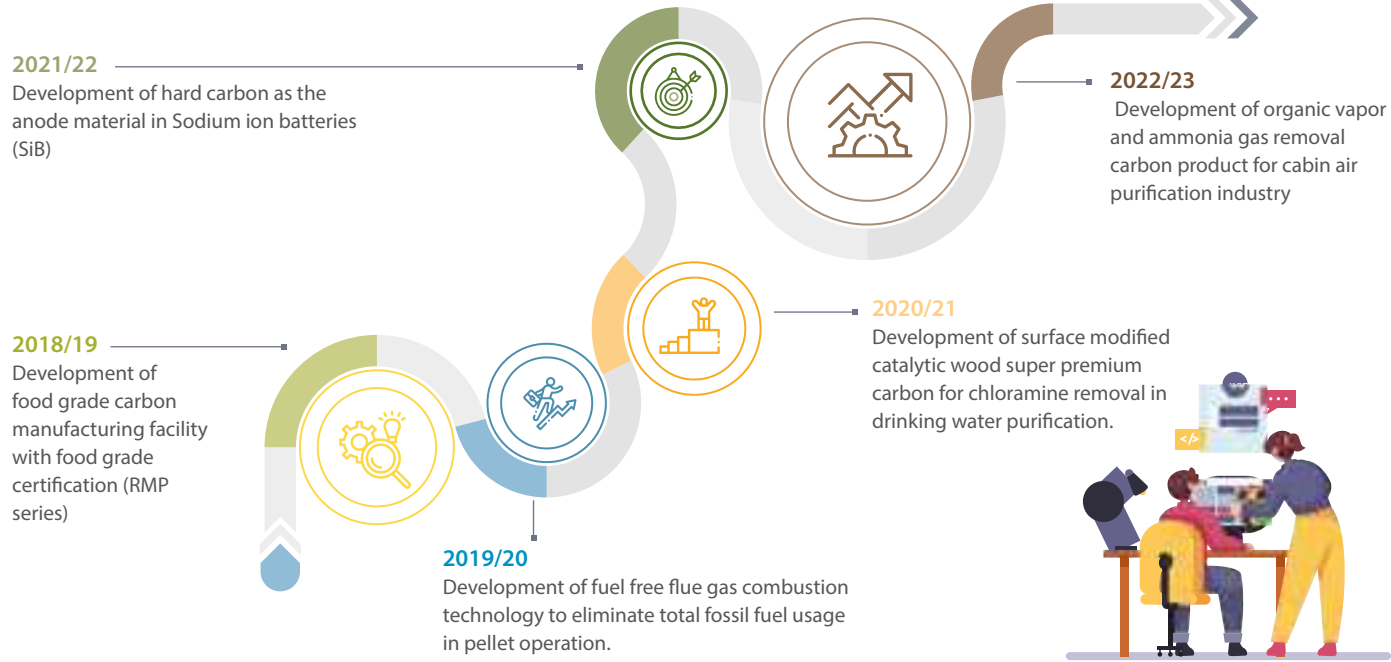 2021/22
Development of hard carbon as the
anode material in Sodium ion batteries
(SiB)
2022/23
Development of organic vapor
and ammonia gas removal
carbon product for cabin air
purification industry
2020/21
Development of surface modified
catalytic wood super premium
carbon for chloramine removal in
drinking water purification.
2018/19
Development of
food grade carbon
manufacturing facility
with food grade
certification (RMP
series)
2019/20
Development of fuel free flue gas combustion
technology to eliminate total fossil fuel usage
in pellet operation.
</>